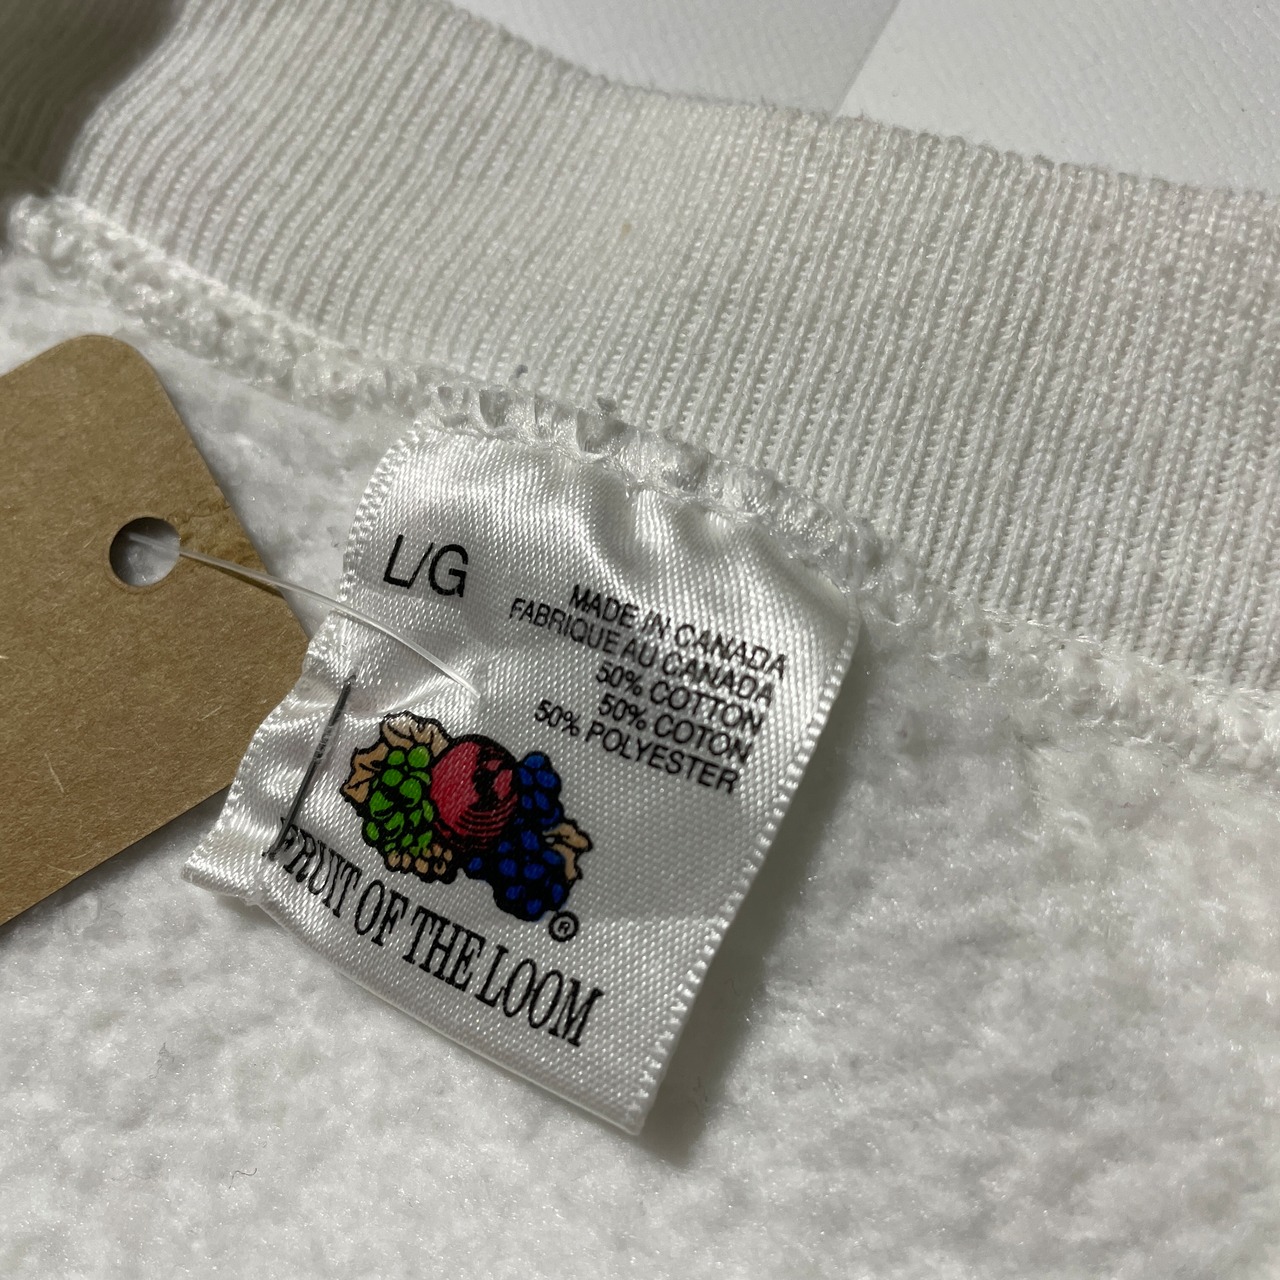 L/G
MADE IN CANADA
FABRIQUE AU CANADA
50% COTTON
50% COTON
50% POLYESTER
®
FRUIT OF THE LOOM